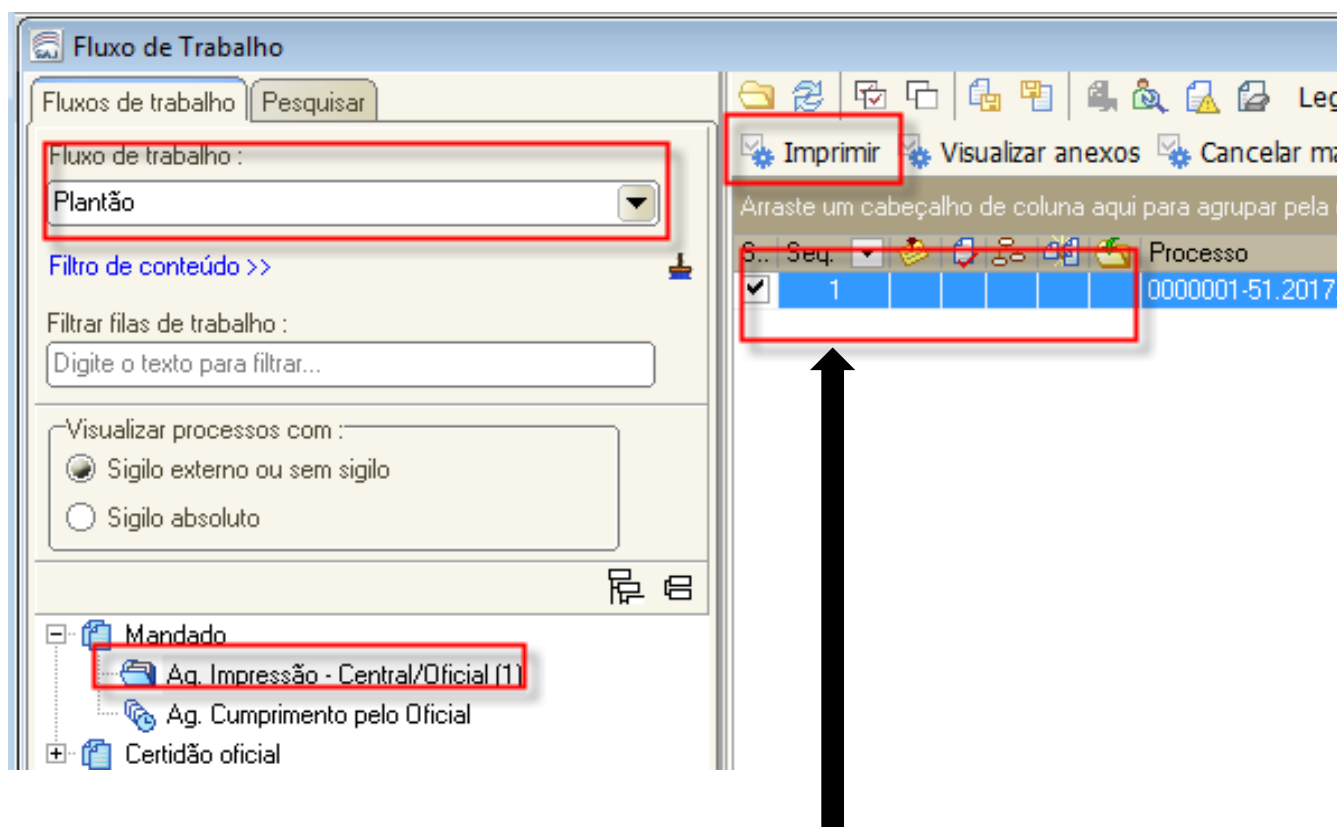 Fluxo de Trabalho
Fluxos de trabalho Pesquisar
Fluxo de trabalho :
Plantão
Filtro de conteúdo >>
Filtrar filas de trabalho :
Digite o texto para filtrar...
Visualizar processos com :
Sigilo externo ou sem sigilo
Sigilo absoluto
Mandado
Ag. Impressão - Central/Oficial (1)
Ag. Cumprimento pelo Oficial
Certidão oficial
Leg
Imprimir Visualizar anexos Cancelar ma
Arraste um cabeçalho de coluna aqui para agrupar pela
S.. Seq. Processo
1 0000001-51.2017